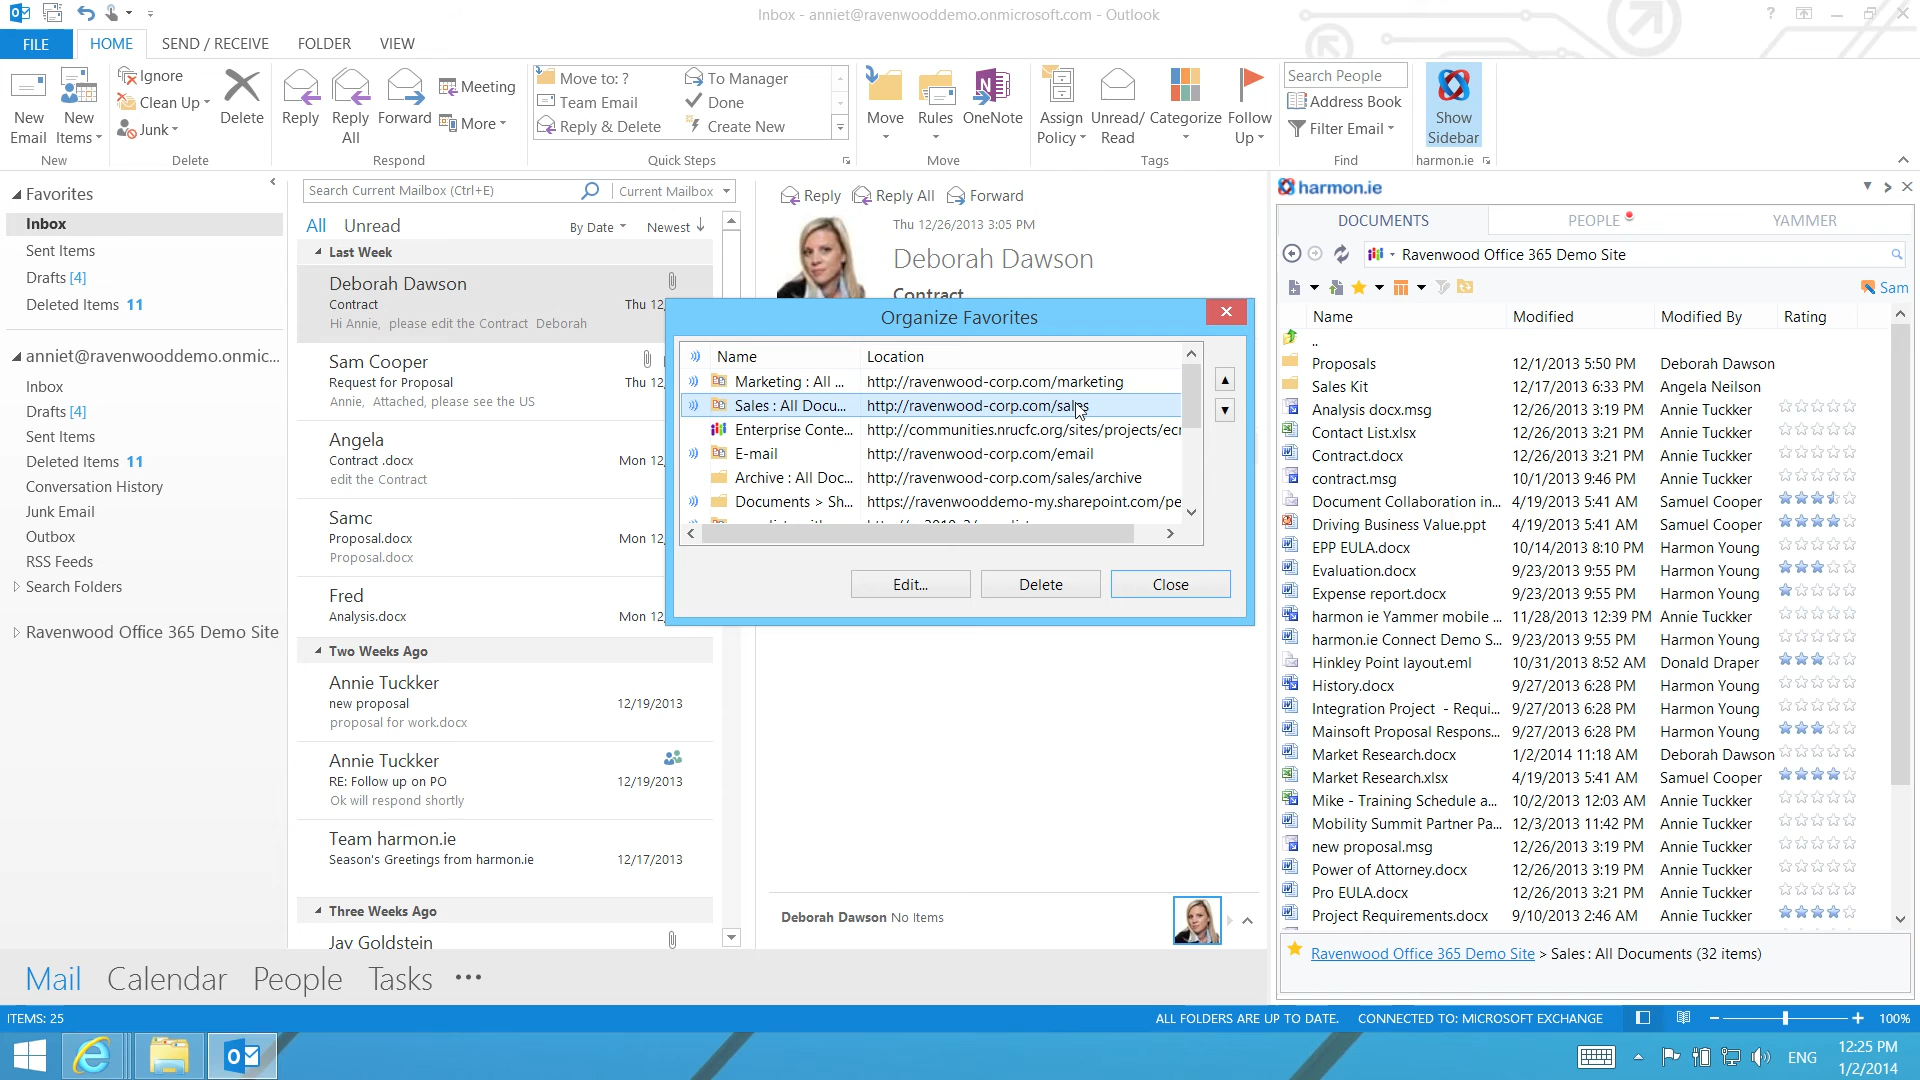 Inbox - anniet@ravenwooddemo.onmicrosoft.com - Outlook
FILE HOME SEND / RECEIVE FOLDER VIEW
New Email
New Items
Ignore
Clean Up
Junk
Delete
Reply
Reply All
Forward
Meeting
More
Move to: ?
Team Email
Reply & Delete
To Manager
Done
Create New
Move
Rules
OneNote
Assign Policy
Unread/ Read
Categorize
Follow Up
Search People
Address Book
Filter Email
Show Sidebar
New Delete Respond Quick Steps Move Tags Find harmon.ie
Favorites
Inbox
Sent Items
Drafts [4]
Deleted Items 11
anniet@ravenwooddemo.onmic...
Inbox
Drafts [4]
Sent Items
Deleted Items 11
Conversation History
Junk Email
Outbox
RSS Feeds
Search Folders
Ravenwood Office 365 Demo Site
Search Current Mailbox (Ctrl+E) Current Mailbox
All Unread By Date Newest
Last Week
Deborah Dawson
Contract Thu 12,
Hi Annie, please edit the Contract Deborah
Sam Cooper
Request for Proposal Thu 12,
Annie, Attached, please see the US
Angela
Contract .docx Mon 12,
edit the Contract
Samc
Proposal.docx Mon 12,
Proposal.docx
Fred
Analysis.docx Mon 12,
Two Weeks Ago
Annie Tuckker
new proposal 12/19/2013
proposal for work.docx
Annie Tuckker
RE: Follow up on PO 12/19/2013
Ok will respond shortly
Team harmon.ie
Season's Greetings from harmon.ie 12/17/2013
Three Weeks Ago
Jay Goldstein
Reply Reply All Forward
Thu 12/26/2013 3:05 PM
Deborah Dawson
Contract
Organize Favorites
Name Location
Marketing : All ... http://ravenwood-corp.com/marketing
Sales : All Docu... http://ravenwood-corp.com/sales
Enterprise Conte... http://communities.nrucfc.org/sites/projects/ecr
E-mail http://ravenwood-corp.com/email
Archive : All Doc... http://ravenwood-corp.com/sales/archive
Documents > Sh... https://ravenwooddemo-my.sharepoint.com/pe
Edit... Delete Close
Deborah Dawson No Items
harmon.ie
DOCUMENTS PEOPLE YAMMER
Ravenwood Office 365 Demo Site
Sam
Name Modified Modified By Rating
..
Proposals 12/1/2013 5:50 PM Deborah Dawson
Sales Kit 12/17/2013 6:33 PM Angela Neilson
Analysis docx.msg 12/26/2013 3:19 PM Annie Tuckker
Contact List.xlsx 12/26/2013 3:21 PM Annie Tuckker
Contract.docx 12/26/2013 3:21 PM Annie Tuckker
contract.msg 10/1/2013 9:46 PM Annie Tuckker
Document Collaboration in... 4/19/2013 5:41 AM Samuel Cooper
Driving Business Value.ppt 4/19/2013 5:41 AM Samuel Cooper
EPP EULA.docx 10/14/2013 8:10 PM Harmon Young
Evaluation.docx 9/23/2013 9:55 PM Harmon Young
Expense report.docx 9/23/2013 9:55 PM Harmon Young
harmon ie Yammer mobile ... 11/28/2013 12:39 PM Annie Tuckker
harmon.ie Connect Demo S... 9/23/2013 9:55 PM Harmon Young
Hinkley Point layout.eml 10/31/2013 8:52 AM Donald Draper
History.docx 9/27/2013 6:28 PM Harmon Young
Integration Project - Requi... 9/27/2013 6:28 PM Harmon Young
Mainsoft Proposal Respons... 9/27/2013 6:28 PM Harmon Young
Market Research.docx 1/2/2014 11:18 AM Deborah Dawson
Market Research.xlsx 4/19/2013 5:41 AM Samuel Cooper
Mike - Training Schedule a... 10/2/2013 12:03 AM Annie Tuckker
Mobility Summit Partner Pa... 12/3/2013 11:42 PM Annie Tuckker
new proposal.msg 12/26/2013 3:19 PM Annie Tuckker
Power of Attorney.docx 12/26/2013 3:19 PM Annie Tuckker
Pro EULA.docx 12/26/2013 3:21 PM Annie Tuckker
Project Requirements.docx 9/10/2013 2:46 AM Annie Tuckker
Ravenwood Office 365 Demo Site > Sales : All Documents (32 items)
Mail Calendar People Tasks
ITEMS: 25 ALL FOLDERS ARE UP TO DATE. CONNECTED TO: MICROSOFT EXCHANGE 100%
ENG
12:25 PM
1/2/2014